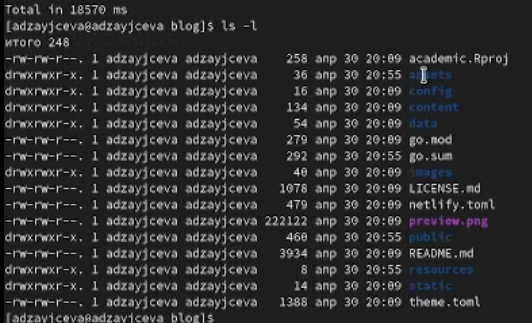 Total in 18570 ms
[adzayjceva@adzayjceva blog]$ ls -l
итого 248
-rw-rw-r--. 1 adzayjceva adzayjceva 258 апр 30 20:09 academic.Rproj
drwxrwxr-x. 1 adzayjceva adzayjceva 36 апр 30 20:55 assets
drwxrwxr-x. 1 adzayjceva adzayjceva 16 апр 30 20:09 config
drwxrwxr-x. 1 adzayjceva adzayjceva 134 апр 30 20:09 content
drwxrwxr-x. 1 adzayjceva adzayjceva 54 апр 30 20:09 data
-rw-rw-r--. 1 adzayjceva adzayjceva 279 апр 30 20:09 go.mod
-rw-rw-r--. 1 adzayjceva adzayjceva 292 апр 30 20:55 go.sum
drwxrwxr-x. 1 adzayjceva adzayjceva 40 апр 30 20:09 images
-rw-rw-r--. 1 adzayjceva adzayjceva 1078 апр 30 20:09 LICENSE.md
-rw-rw-r--. 1 adzayjceva adzayjceva 479 апр 30 20:09 netlify.toml
-rw-rw-r--. 1 adzayjceva adzayjceva 222122 апр 30 20:09 preview.png
drwxrwxr-x. 1 adzayjceva adzayjceva 460 апр 30 20:55 public
-rw-rw-r--. 1 adzayjceva adzayjceva 3934 апр 30 20:09 README.md
drwxrwxr-x. 1 adzayjceva adzayjceva 8 апр 30 20:55 resources
drwxrwxr-x. 1 adzayjceva adzayjceva 14 апр 30 20:09 static
-rw-rw-r--. 1 adzayjceva adzayjceva 1388 апр 30 20:09 theme.toml
[adzayjceva@adzayjceva blog]$